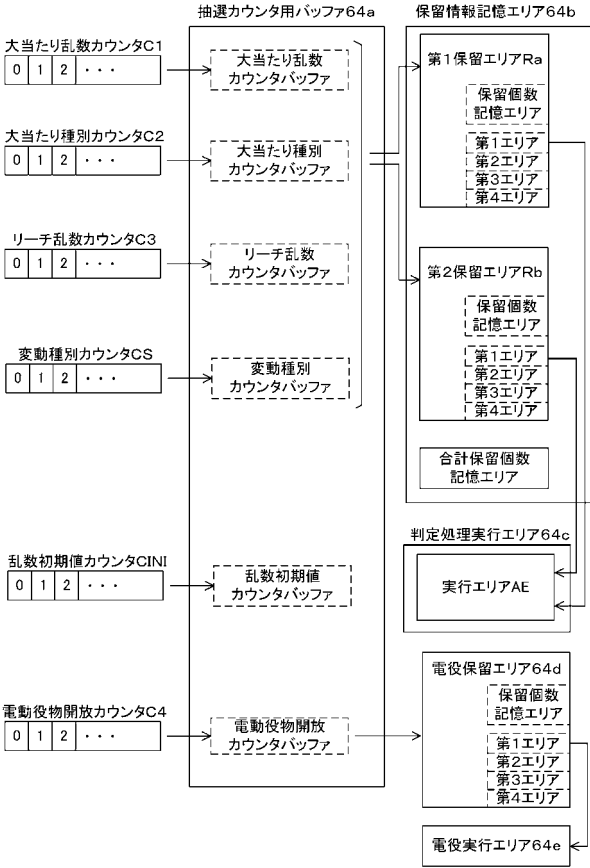 抽選カウンタ用バッファ64a
保留情報記憶エリア64b
大当たり乱数カウンタC1
0 1 2 ・・・
大当たり乱数
カウンタバッファ
大当たり種別カウンタC2
0 1 2 ・・・
大当たり種別
カウンタバッファ
リーチ乱数カウンタC3
0 1 2 ・・・
リーチ乱数
カウンタバッファ
変動種別カウンタCS
0 1 2 ・・・
変動種別
カウンタバッファ
乱数初期値カウンタCINI
0 1 2 ・・・
乱数初期値
カウンタバッファ
電動役物開放カウンタC4
0 1 2 ・・・
電動役物開放
カウンタバッファ
第1保留エリアRa
保留個数
記憶エリア
第1エリア
第2エリア
第3エリア
第4エリア
第2保留エリアRb
保留個数
記憶エリア
第1エリア
第2エリア
第3エリア
第4エリア
合計保留個数
記憶エリア
判定処理実行エリア64c
実行エリアAE
電役保留エリア64d
保留個数
記憶エリア
第1エリア
第2エリア
第3エリア
第4エリア
電役実行エリア64e